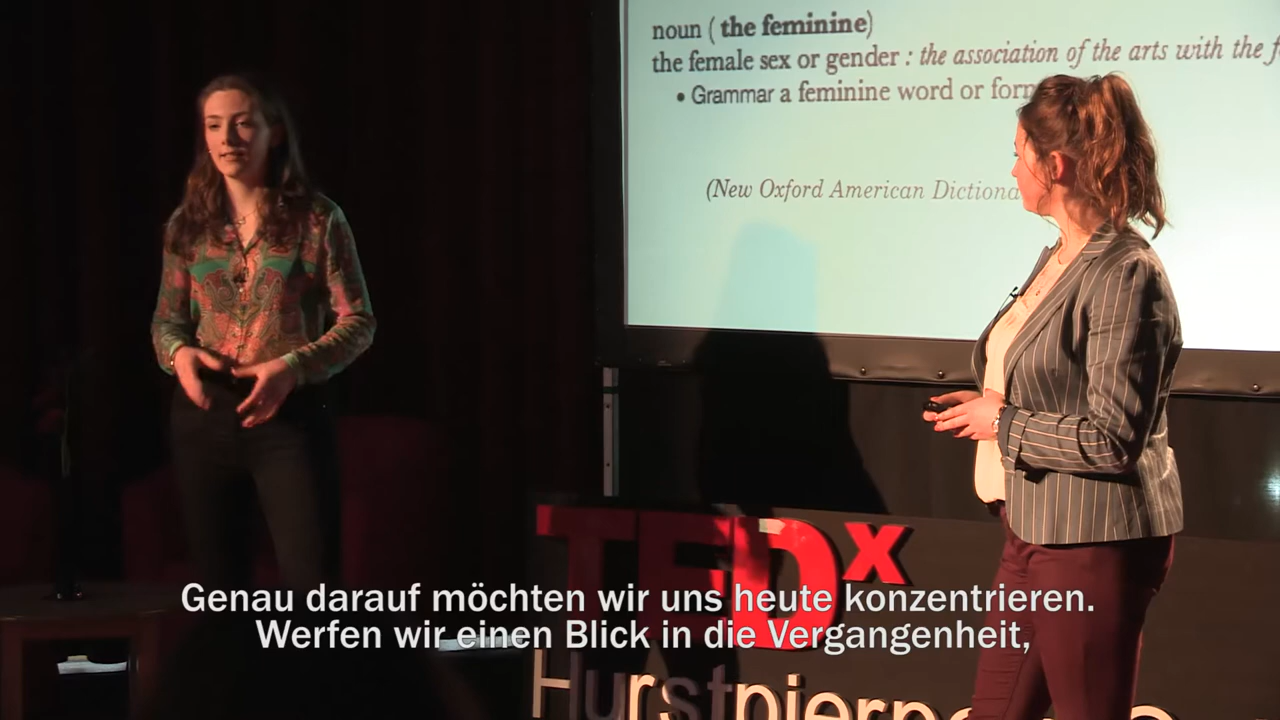 noun ( the feminine)
the female sex or gender : the association of the arts with the
• Grammar a feminine word or form
(New Oxford American
TEDx
Genau darauf möchten wir uns heute konzentrieren.
Werfen wir einen Blick in die Vergangenheit,